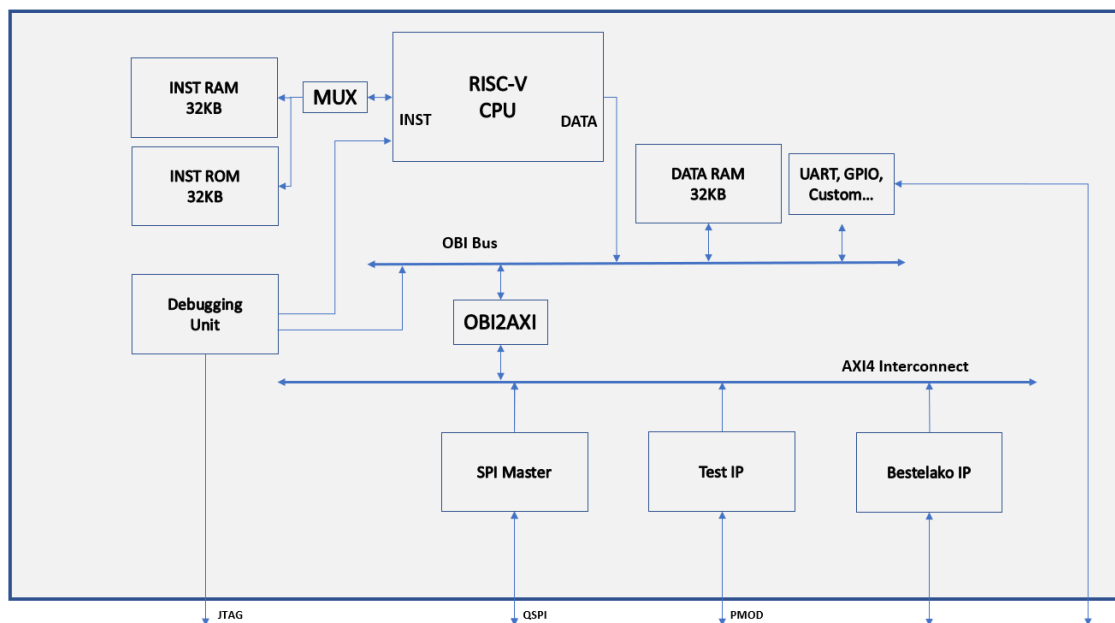 INST RAM
32KB
MUX
RISC-V
CPU
INST
DATA
INST ROM
32KB
DATA RAM
32KB
UART, GPIO,
Custom...
OBI Bus
Debugging
Unit
OBI2AXI
AXI4 Interconnect
SPI Master
Test IP
Bestelako IP
JTAG
QSPI
PMOD